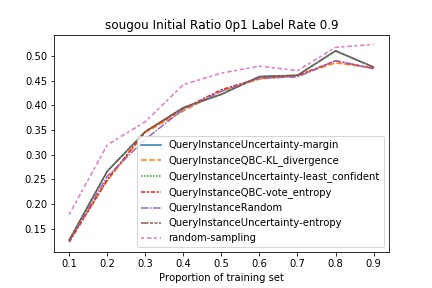 sougou Initial Ratio 0p1 Label Rate 0.9
0.50
0.45
0.40
0.35
0.30
0.25
0.20
0.15
QueryInstanceUncertainty-margin
QueryInstanceQBC-KL_divergence
QueryInstanceUncertainty-least_confident
QueryInstanceQBC-vote_entropy
QueryInstanceRandom
QueryInstanceUncertainty-entropy
random-sampling
0.1 0.2 0.3 0.4 0.5 0.6 0.7 0.8 0.9
Proportion of training set